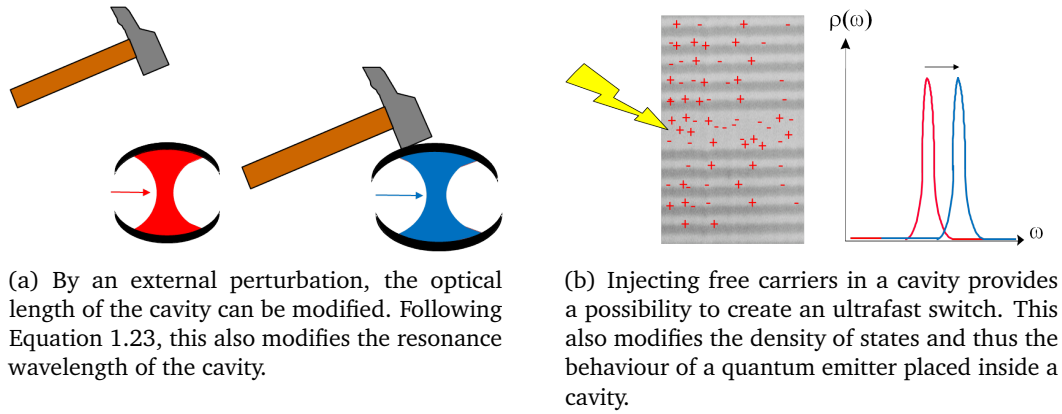 ρ(ω)
ω
(a) By an external perturbation, the optical
length of the cavity can be modified. Following
Equation 1.23, this also modifies the resonance
wavelength of the cavity.
(b) Injecting free carriers in a cavity provides
a possibility to create an ultrafast switch. This
also modifies the density of states and thus the
behaviour of a quantum emitter placed inside a
cavity.